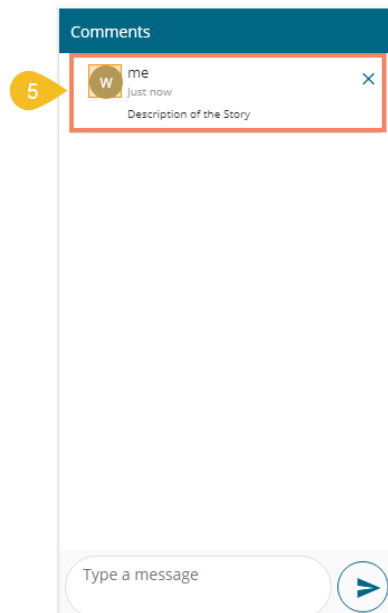 Comments
5
W
me
Just now
Description of the Story
Type a message